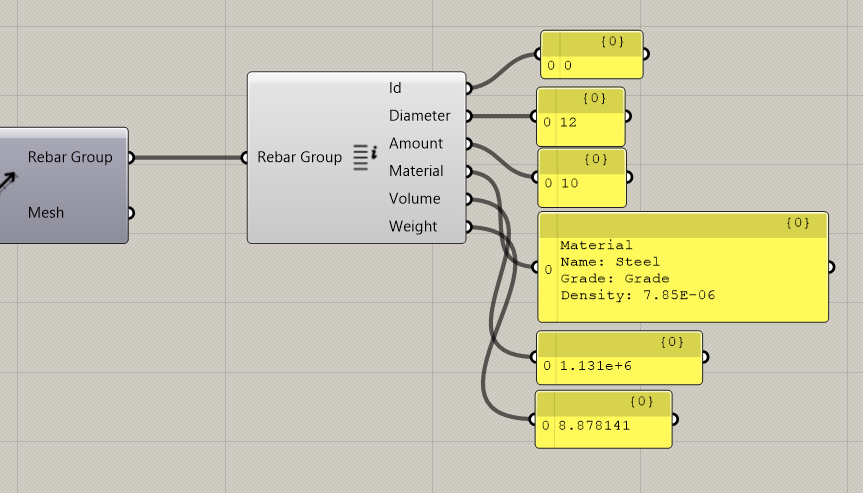 Rebar Group
Mesh
Rebar Group
Id
Diameter
Amount
Material
Volume
Weight
{0}
0 0
{0}
0 12
{0}
0 10
{0}
0
Material
Name: Steel
Grade: Grade
Density: 7.85E-06
{0}
0 1.131e+6
{0}
0 8.878141